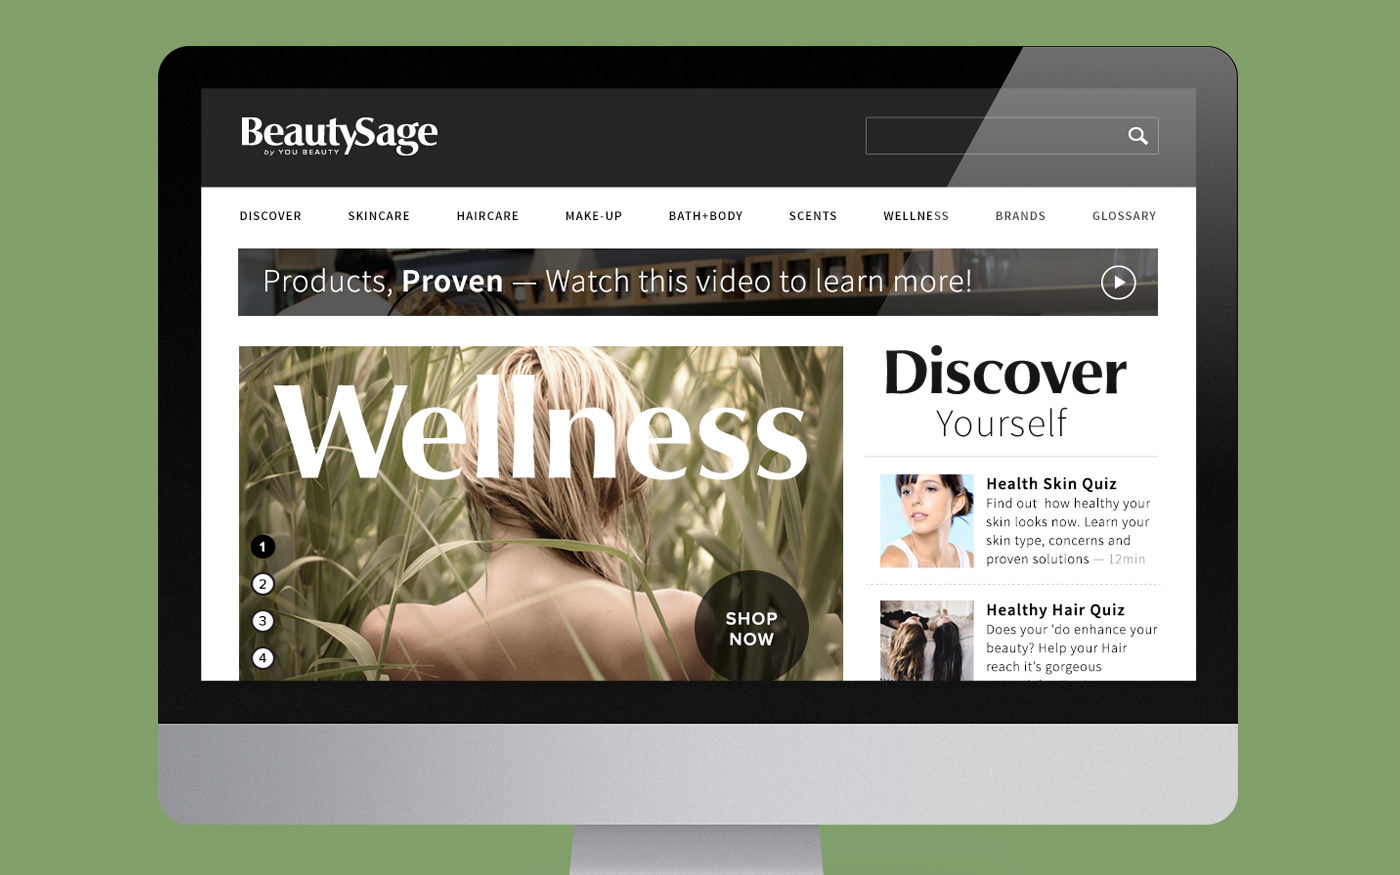 BeautySage
by YOU BEAUTY
DISCOVER SKINCARE HAIRCARE MAKE-UP BATH+BODY SCENTS WELLNESS BRANDS GLOSSARY
Products, Proven — Watch this video to learn more!
Wellness
1
2
3
4
SHOP
NOW
Discover
Yourself
Health Skin Quiz
Find out how healthy your
skin looks now. Learn your
skin type, concerns and
proven solutions — 12min
Healthy Hair Quiz
Does your ‘do enhance your
beauty? Help your Hair
reach it’s gorgeous